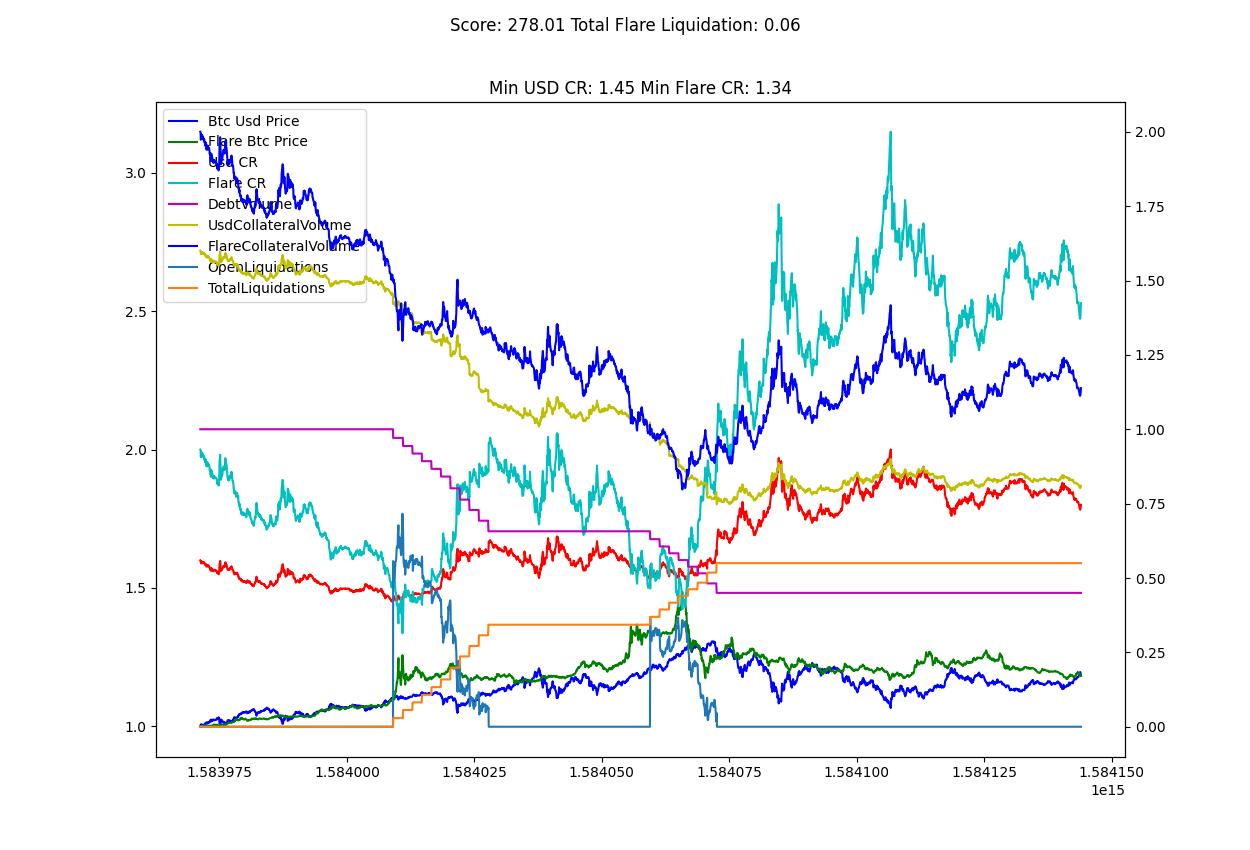 Score: 278.01 Total Flare Liquidation: 0.06
Min USD CR: 1.45 Min Flare CR: 1.34
Btc Usd Price
Flare Btc Price
Usd CR
Flare CR
DebtVolume
UsdCollateralVolume
FlareCollateralVolume
OpenLiquidations
TotalLiquidations
3.0
2.5
2.0
1.5
1.0
2.00
1.75
1.50
1.25
1.00
0.75
0.50
0.25
0.00
1.583975
1.584000
1.584025
1.584050
1.584075
1.584100
1.584125
1.584150
1e15